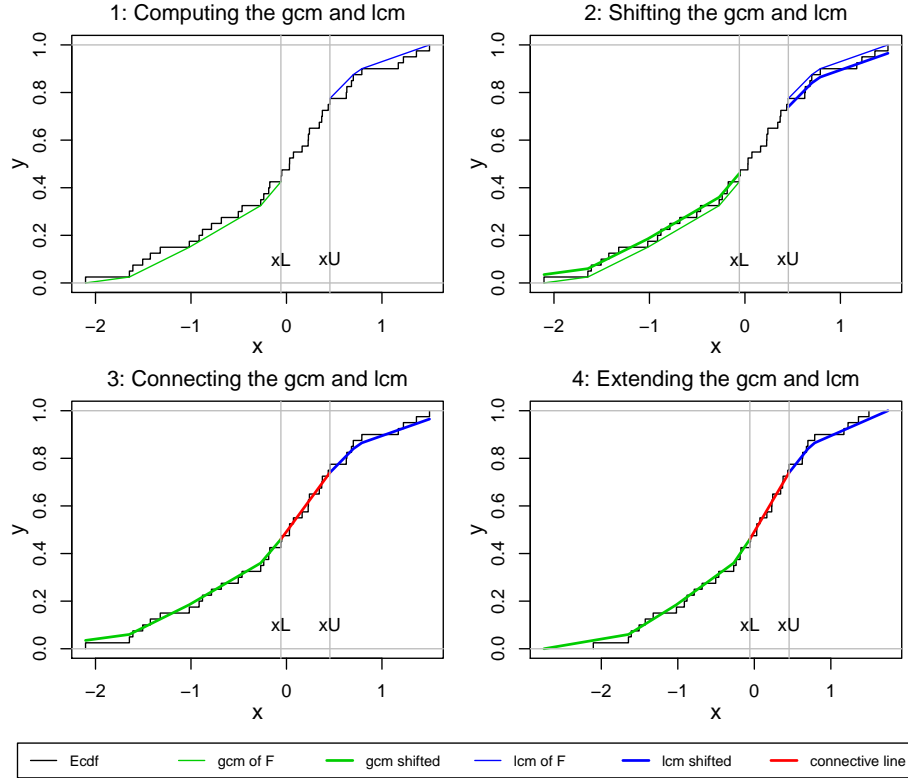 1: Computing the gcm and lcm
2: Shifting the gcm and lcm
y
0.0 0.2 0.4 0.6 0.8 1.0
xL xU
−2 −1 0 1
x
y
0.0 0.2 0.4 0.6 0.8 1.0
xL xU
−2 −1 0 1
x
3: Connecting the gcm and lcm
4: Extending the gcm and lcm
y
0.0 0.2 0.4 0.6 0.8 1.0
xL xU
−2 −1 0 1
x
y
0.0 0.2 0.4 0.6 0.8 1.0
xL xU
−2 −1 0 1
x
Ecdf gcm of F gcm shifted lcm of F lcm shifted connective line